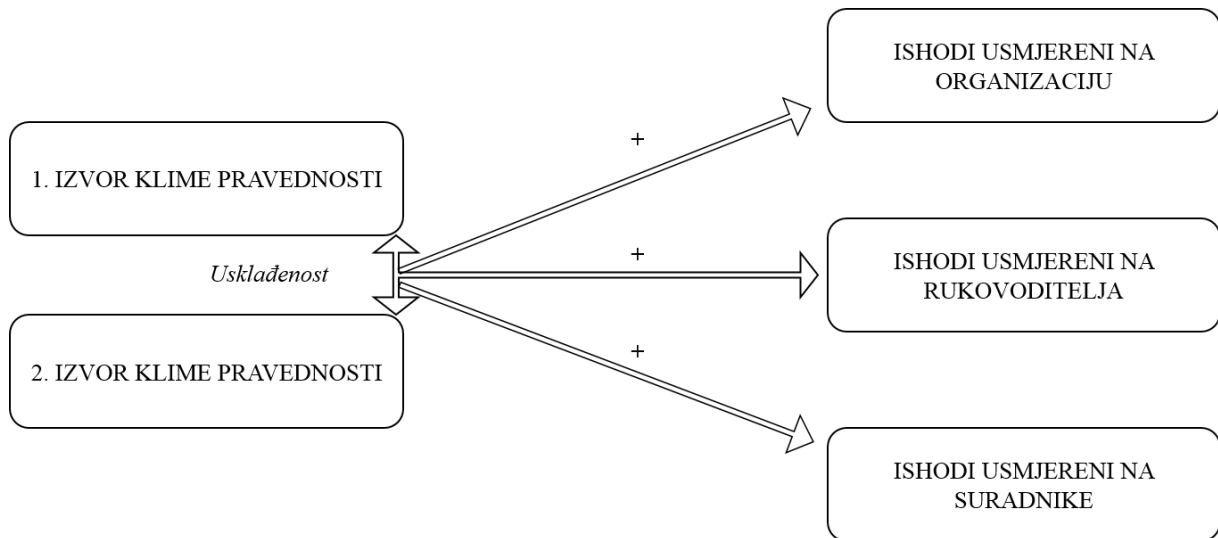 ISHODI USMJERENI NA
ORGANIZACIJU
+
1. IZVOR KLIME PRAVEDNOSTI
+
Usklađenost
ISHODI USMJERENI NA
RUKOVODITELJA
+
2. IZVOR KLIME PRAVEDNOSTI
ISHODI USMJERENI NA
SURADNIKE